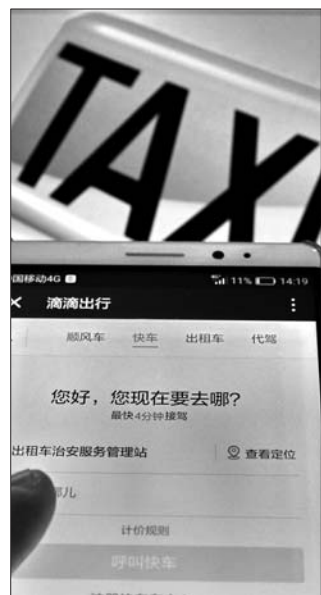 TAXI
中国移动4G 11% 14:19
滴滴出行
顺风车 快车 出租车 代驾
您好，您现在要去哪?
最快4分钟接驾
出租车治安服务管理站 查看定位
哪儿
计价规则
呼叫快车